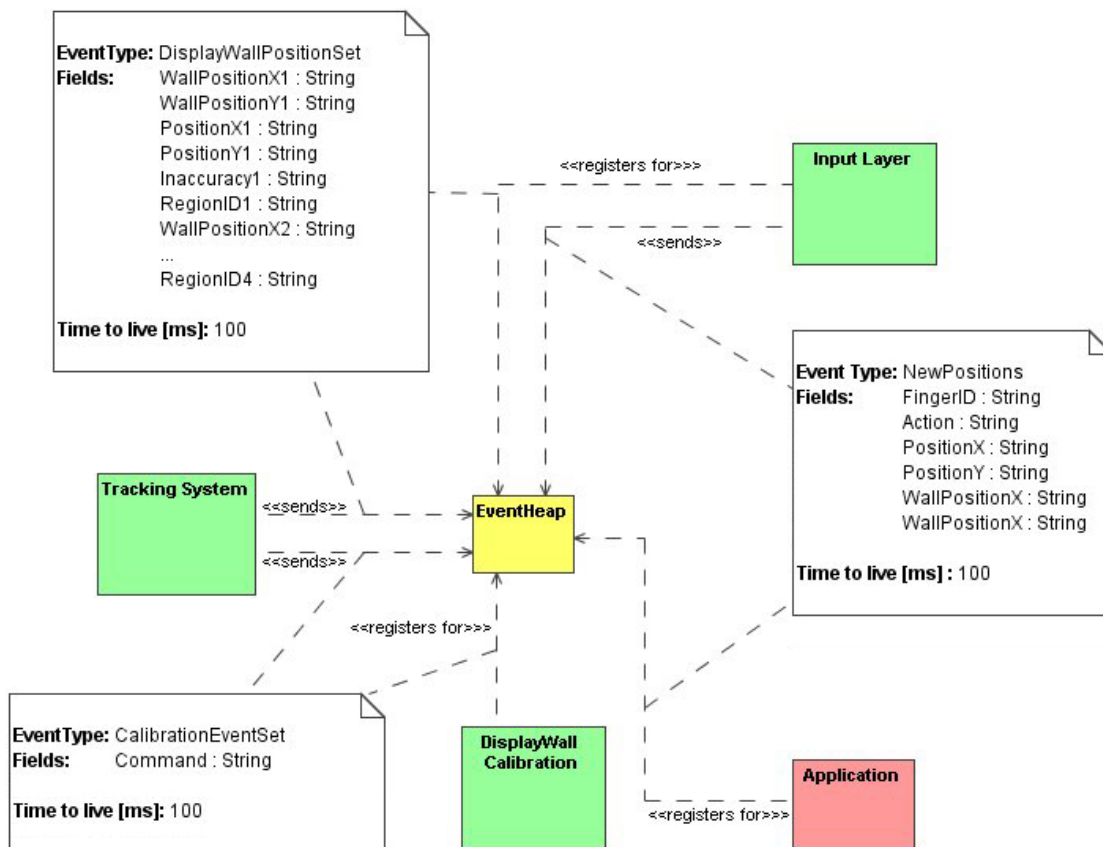 EventType: DisplayWallPositionSet
Fields: WallPositionX1 : String
WallPositionY1 : String
PositionX1 : String
PositionY1 : String
Inaccuracy1 : String
RegionID1 : String
WallPositionX2 : String
...
RegionID4 : String
Time to live [ms]: 100
<<registers for>>>
Input Layer
<<sends>>
Event Type: NewPositions
Fields: FingerID : String
Action : String
PositionX : String
PositionY : String
WallPositionX : String
WallPositionX : String
Time to live [ms] : 100
Tracking System
<<sends>>
<<sends>>
EventHeap
<<registers for>>>
EventType: CalibrationEventSet
Fields: Command : String
Time to live [ms]: 100
DisplayWall
Calibration
Application
<<registers for>>>